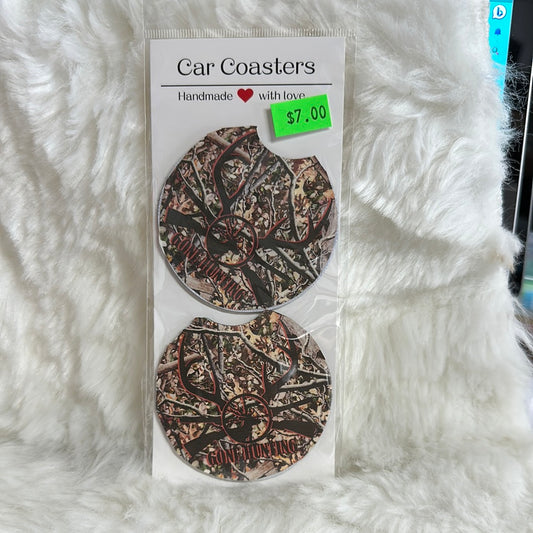 Car Coasters
Handmade ❤ with love
$7.00
GONE HUNTING
GONE HUNTING